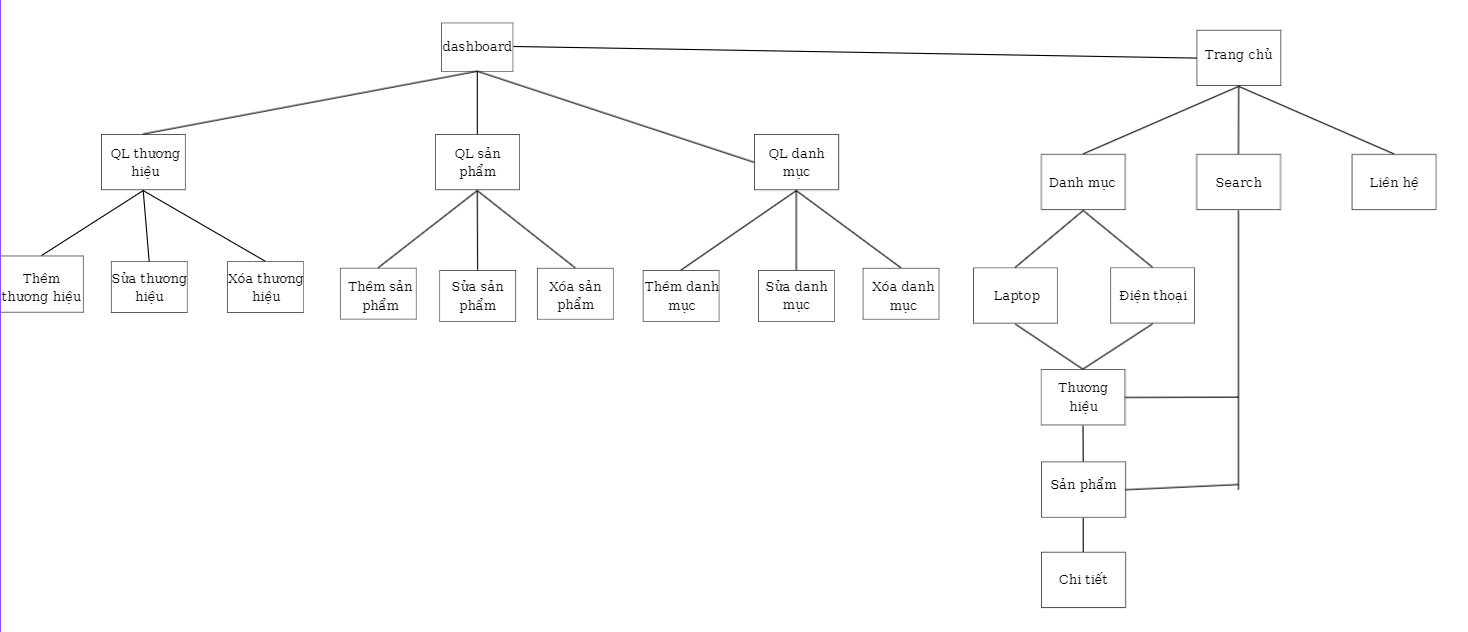 dashboard
Trang chủ
QL thương
hiệu
QL sản
phẩm
QL danh
mục
Danh mục
Search
Liên hệ
Thêm
thương hiệu
Sửa thương
hiệu
Xóa thương
hiệu
Thêm sản
phẩm
Sửa sản
phẩm
Xóa sản
phẩm
Thêm danh
mục
Sửa danh
mục
Xóa danh
mục
Laptop
Điện thoại
Thương
hiệu
Sản phẩm
Chi tiết